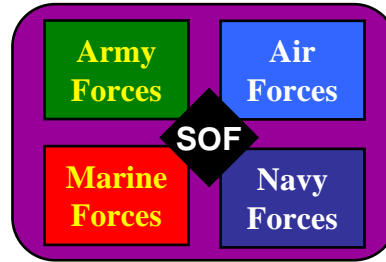 Army
Forces
Air
Forces
SOF
Marine
Forces
Navy
Forces